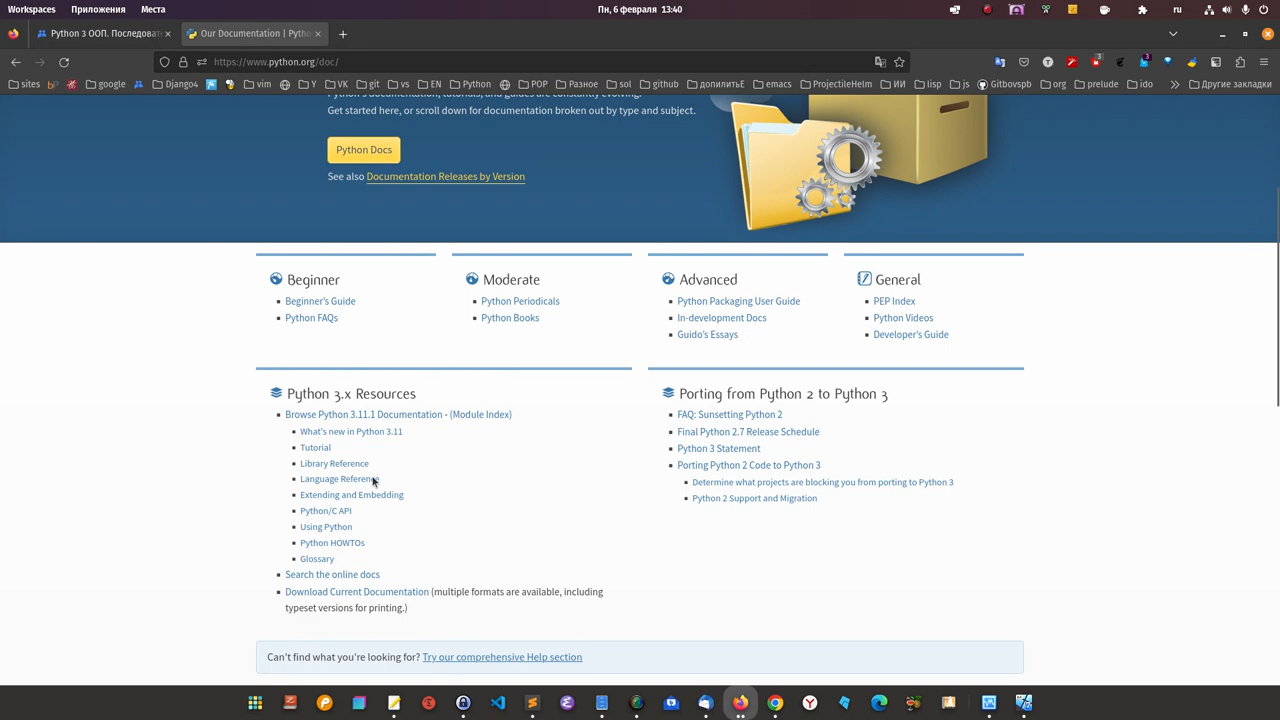 Workspaces Приложения Места Пн, 6 февраля 13:40 ru
Python 3 ООП. Последоват Our Documentation | Pytho
https://www.python.org/doc/
sites р google Django4 vim Y VK git vs EN Python POP Разное sol github допилитьЕ emacs ProjectileHelm ИИ lisp js Gitbovspb org prelude ido Другие закладки
Get started here, or scroll down for documentation broken out by type and subject.
Python Docs
See also Documentation Releases by Version
Beginner
Beginner's Guide
Python FAQs
Moderate
Python Periodicals
Python Books
Advanced
Python Packaging User Guide
In-development Docs
Guido's Essays
General
PEP Index
Python Videos
Developer's Guide
Python 3.x Resources
Browse Python 3.11.1 Documentation - (Module Index)
What's new in Python 3.11
Tutorial
Library Reference
Language Reference
Extending and Embedding
Python/C API
Using Python
Python HOWTOs
Glossary
Search the online docs
Download Current Documentation (multiple formats are available, including
typeset versions for printing.)
Porting from Python 2 to Python 3
FAQ: Sunsetting Python 2
Final Python 2.7 Release Schedule
Python 3 Statement
Porting Python 2 Code to Python 3
Determine what projects are blocking you from porting to Python 3
Python 2 Support and Migration
Can't find what you're looking for? Try our comprehensive Help section